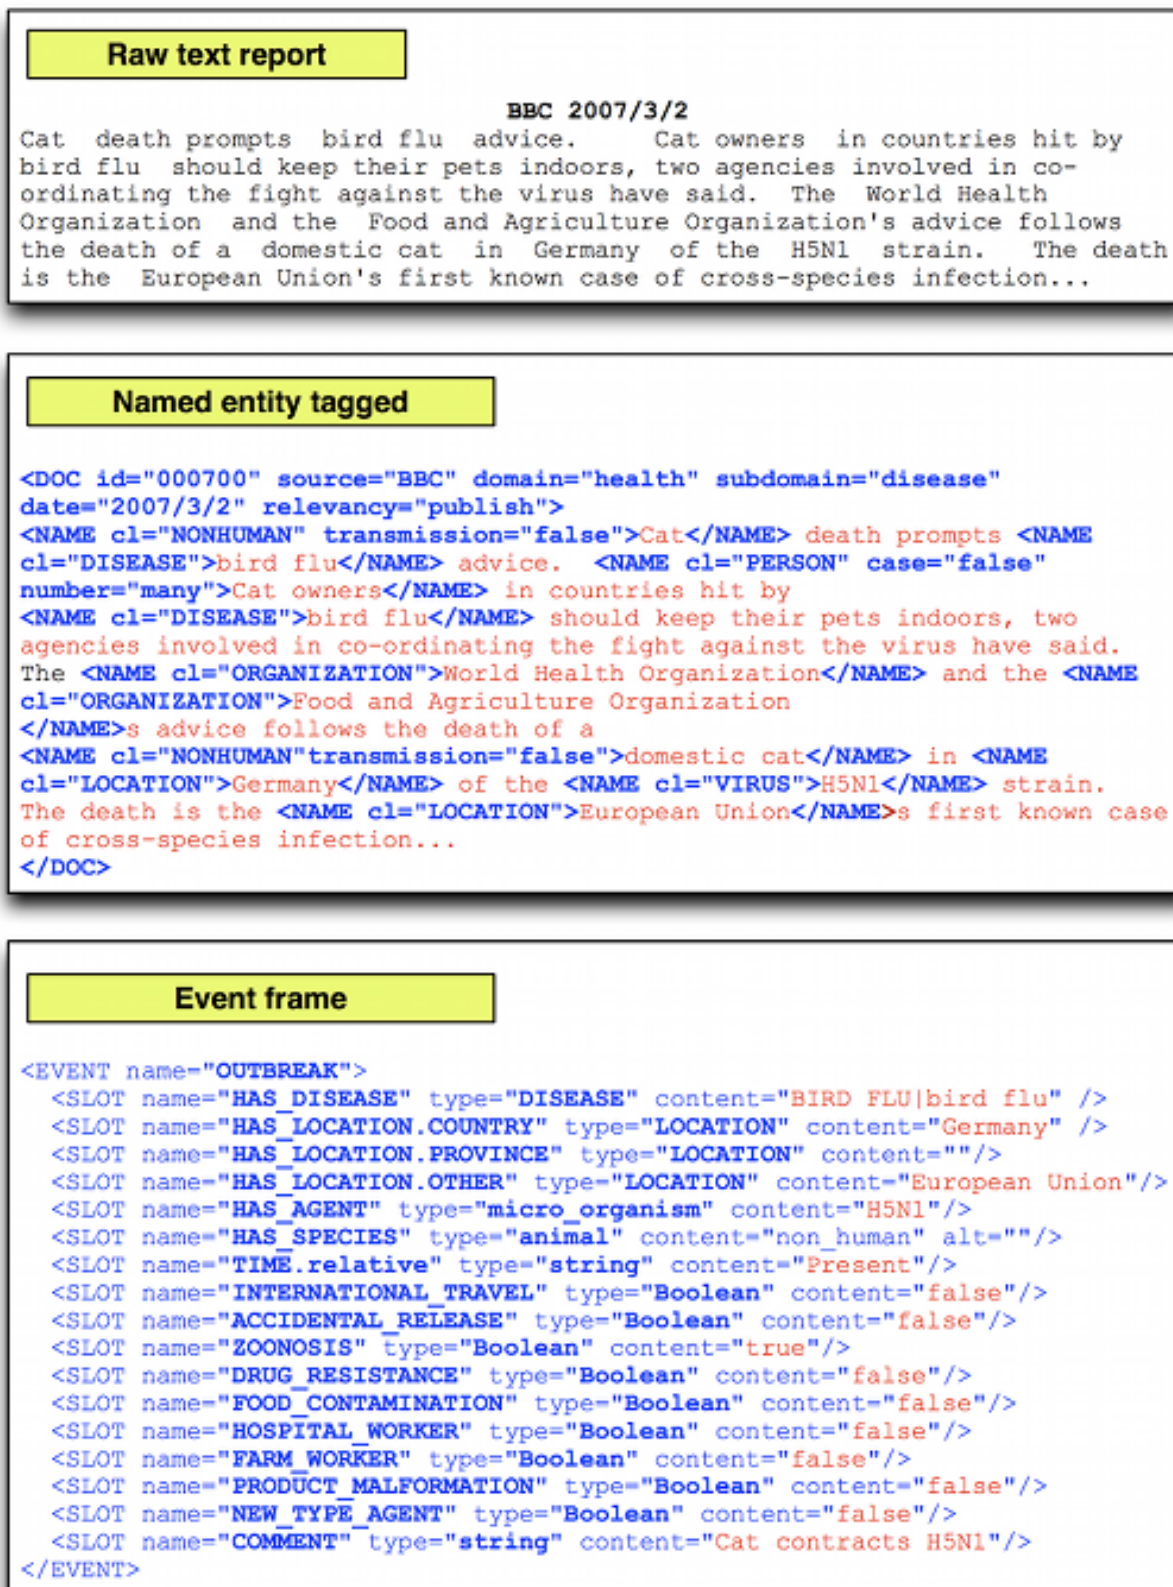 Raw text report
BBC 2007/3/2
Cat death prompts bird flu advice. Cat owners in countries hit by
bird flu should keep their pets indoors, two agencies involved in co-
ordinating the fight against the virus have said. The World Health
Organization and the Food and Agriculture Organization's advice follows
the death of a domestic cat in Germany of the H5N1 strain. The death
is the European Union's first known case of cross-species infection...
Named entity tagged
<DOC id="000700" source="BBC" domain="health" subdomain="disease"
date="2007/3/2" relevancy="publish">
<NAME cl="NONHUMAN" transmission="false">Cat</NAME> death prompts <NAME
cl="DISEASE">bird flu</NAME> advice. <NAME cl="PERSON" case="false"
number="many">Cat owners</NAME> in countries hit by
<NAME cl="DISEASE">bird flu</NAME> should keep their pets indoors, two
agencies involved in co-ordinating the fight against the virus have said.
The <NAME cl="ORGANIZATION">World Health Organization</NAME> and the <NAME
cl="ORGANIZATION">Food and Agriculture Organization
</NAME>s advice follows the death of a
<NAME cl="NONHUMAN"transmission="false">domestic cat</NAME> in <NAME
cl="LOCATION">Germany</NAME> of the <NAME cl="VIRUS">H5N1</NAME> strain.
The death is the <NAME cl="LOCATION">European Union</NAME>s first known case
of cross-species infection...
</DOC>
Event frame
<EVENT name="OUTBREAK">
<SLOT name="HAS_DISEASE" type="DISEASE" content="BIRD FLU|bird flu" />
<SLOT name="HAS_LOCATION.COUNTRY" type="LOCATION" content="Germany" />
<SLOT name="HAS_LOCATION.PROVINCE" type="LOCATION" content=""/>
<SLOT name="HAS_LOCATION.OTHER" type="LOCATION" content="European Union"/>
<SLOT name="HAS_AGENT" type="micro_organism" content="H5N1"/>
<SLOT name="HAS_SPECIES" type="animal" content="non_human" alt=""/>
<SLOT name="TIME.relative" type="string" content="Present"/>
<SLOT name="INTERNATIONAL_TRAVEL" type="Boolean" content="false"/>
<SLOT name="ACCIDENTAL_RELEASE" type="Boolean" content="false"/>
<SLOT name="ZOONOSIS" type="Boolean" content="true"/>
<SLOT name="DRUG_RESISTANCE" type="Boolean" content="false"/>
<SLOT name="FOOD_CONTAMINATION" type="Boolean" content="false"/>
<SLOT name="HOSPITAL_WORKER" type="Boolean" content="false"/>
<SLOT name="FARM_WORKER" type="Boolean" content="false"/>
<SLOT name="PRODUCT_MALFORMATION" type="Boolean" content="false"/>
<SLOT name="NEW_TYPE_AGENT" type="Boolean" content="false"/>
<SLOT name="COMMENT" type="string" content="Cat contracts H5N1"/>
</EVENT>